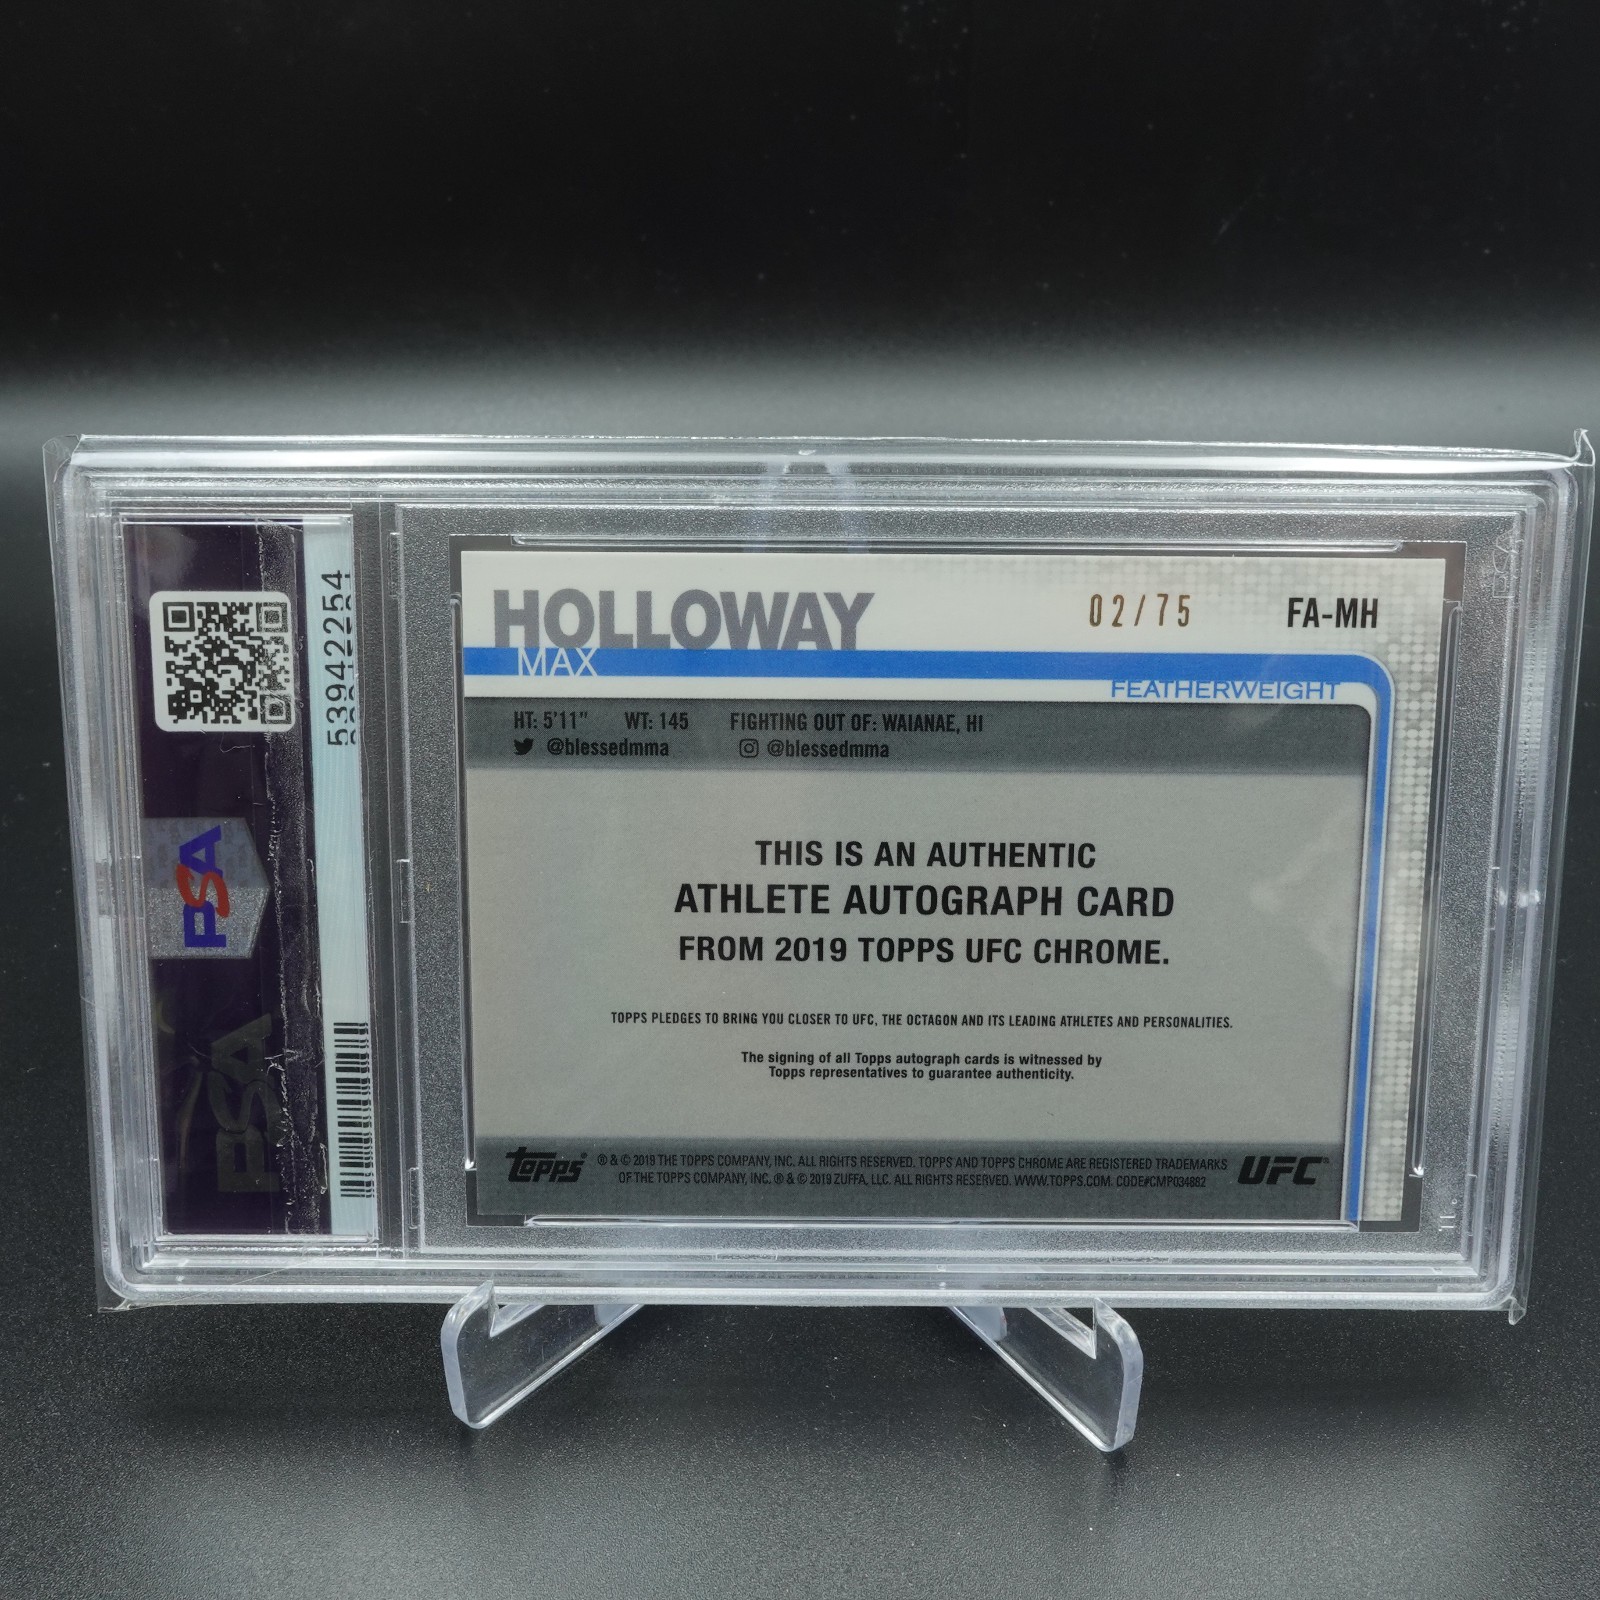 HOLLOWAY
MAX
02/75
FA-MH
FEATHERWEIGHT
HT: 5'11" WT: 145 FIGHTING OUT OF: WAIANAE, HI
@blessedmma @blessedmma
THIS IS AN AUTHENTIC
ATHLETE AUTOGRAPH CARD
FROM 2019 TOPPS UFC CHROME.
TOPPS PLEDGES TO BRING YOU CLOSER TO UFC, THE OCTAGON AND ITS LEADING ATHLETES AND PERSONALITIES.
The signing of all Topps autograph cards is witnessed by
Topps representatives to guarantee authenticity.
topps
® & © 2019 THE TOPPS COMPANY, INC. ALL RIGHTS RESERVED. TOPPS AND TOPPS CHROME ARE REGISTERED TRADEMARKS
OF THE TOPPS COMPANY, INC. ® & © 2019 ZUFFA, LLC. ALL RIGHTS RESERVED. WWW.TOPPS.COM. CODE#CMP034882
UFC
53942254
PSA
PSA